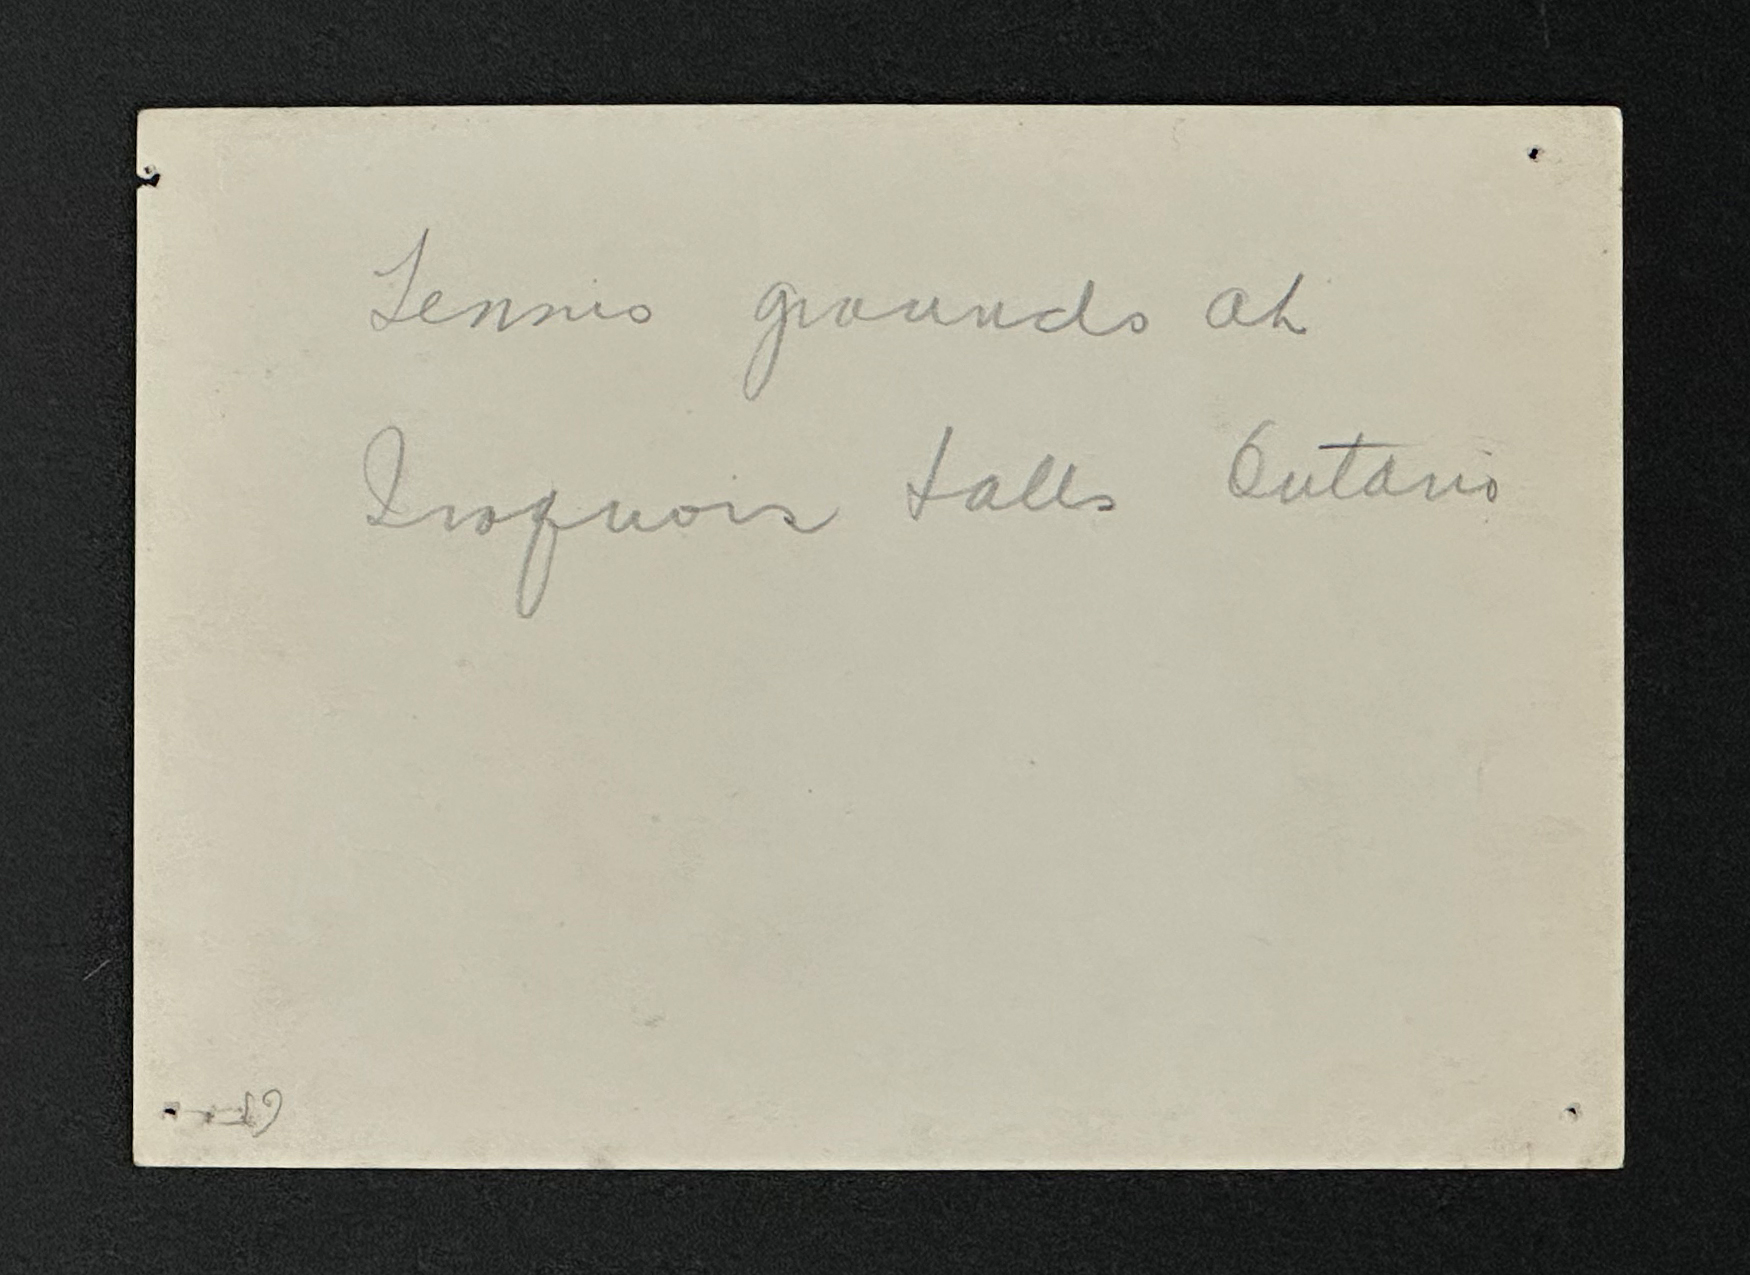 Tennis grounds at
Iroquois Falls Ontario